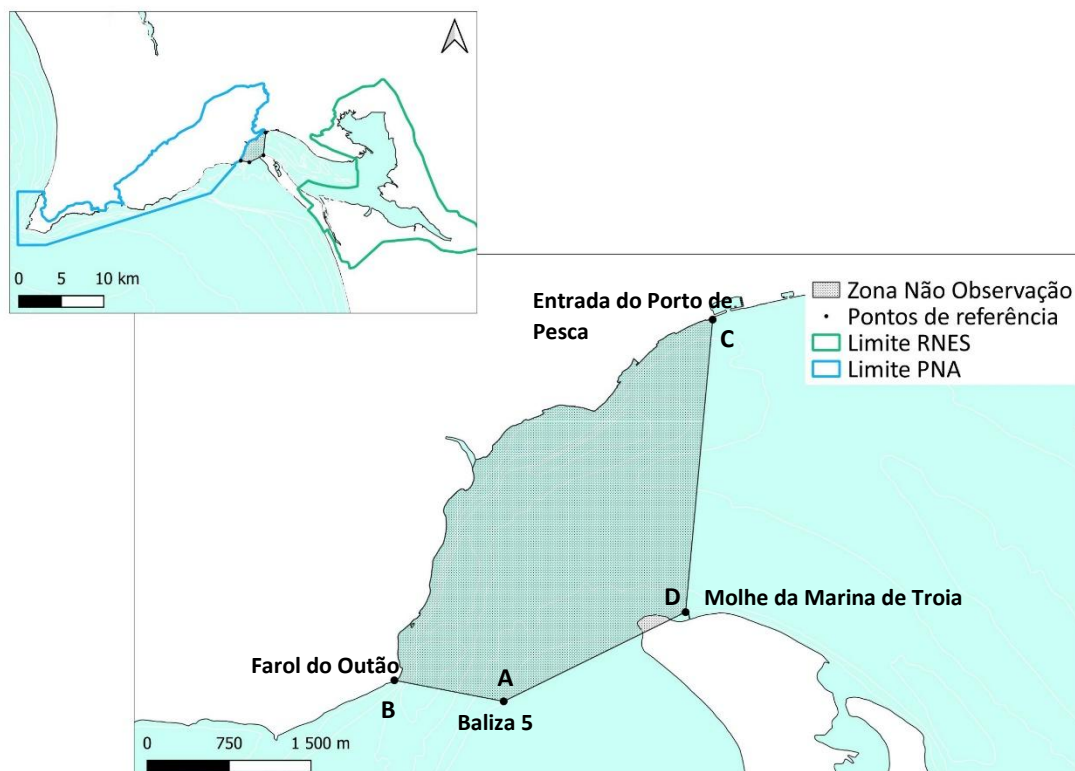 0 5 10 km
Entrada do Porto de
Pesca
C
Zona Não Observação
Pontos de referência
Limite RNES
Limite PNA
D
Molhe da Marina de Troia
Farol do Outão
B
A
Baliza 5
0 750 1 500 m